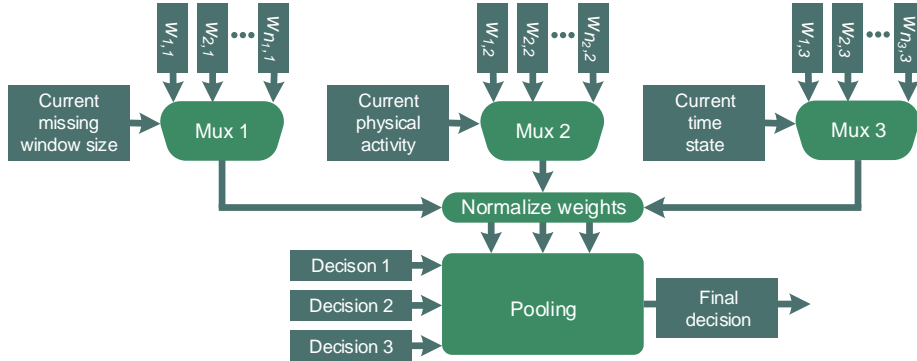 w1,1 w2,1 ••• wn1,1
w1,2 w2,2 ••• wn2,2
w1,3 w2,3 ••• wn3,3
Current
missing
window size
Mux 1
Current
physical
activity
Mux 2
Current
time
state
Mux 3
Normalize weights
Decison 1
Decision 2
Decision 3
Pooling
Final
decision